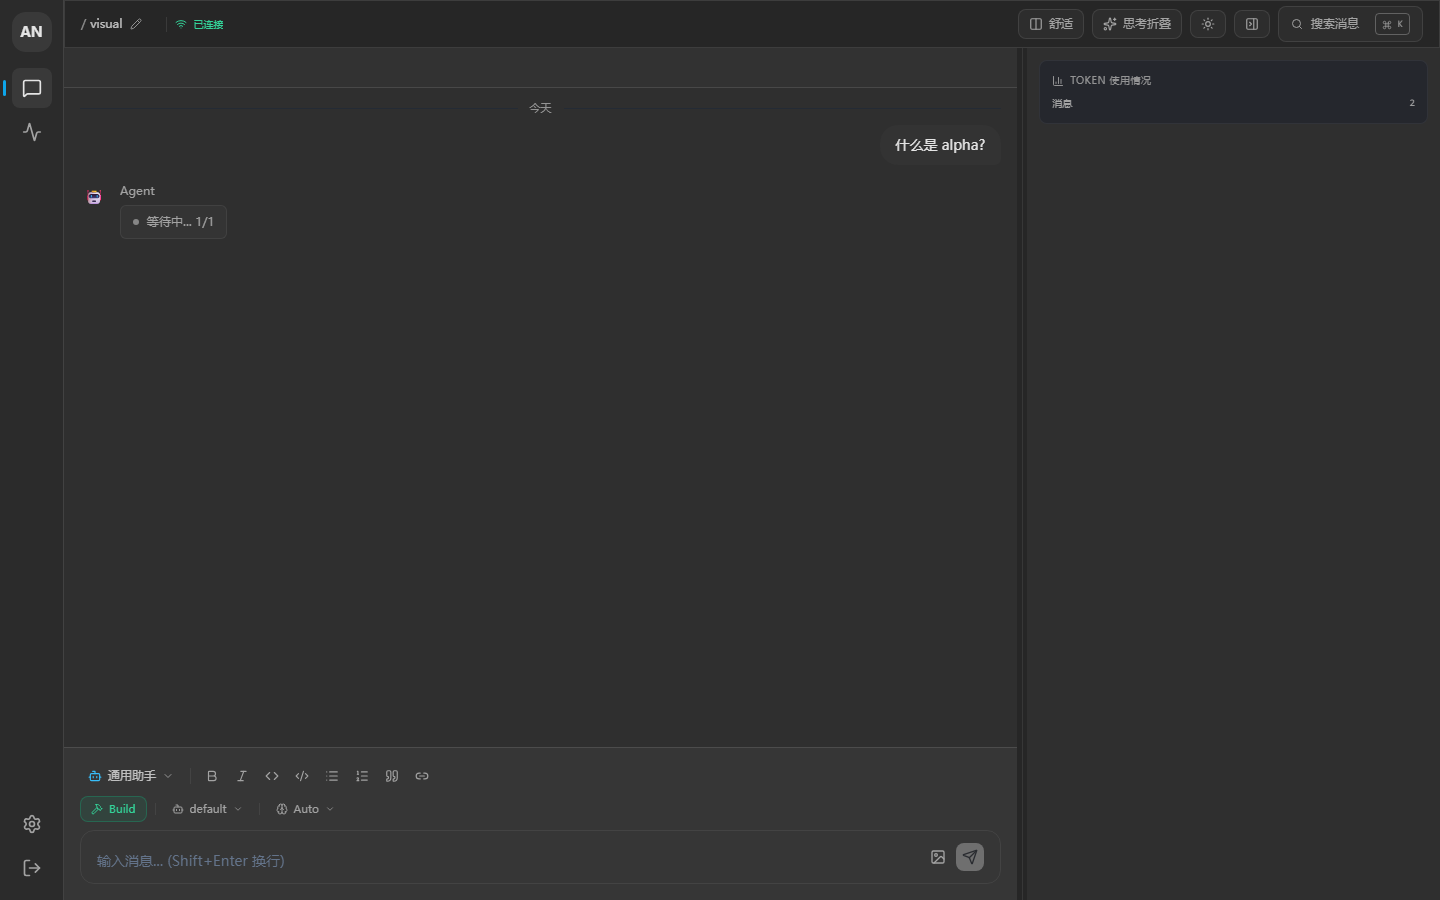 AN
/ visual
已连接
舒适
思考折叠
搜索消息
⌘ K
今天
什么是 alpha?
Agent
等待中... 1/1
TOKEN 使用情况
消息
2
通用助手
Build
default
Auto
输入消息... (Shift+Enter 换行)